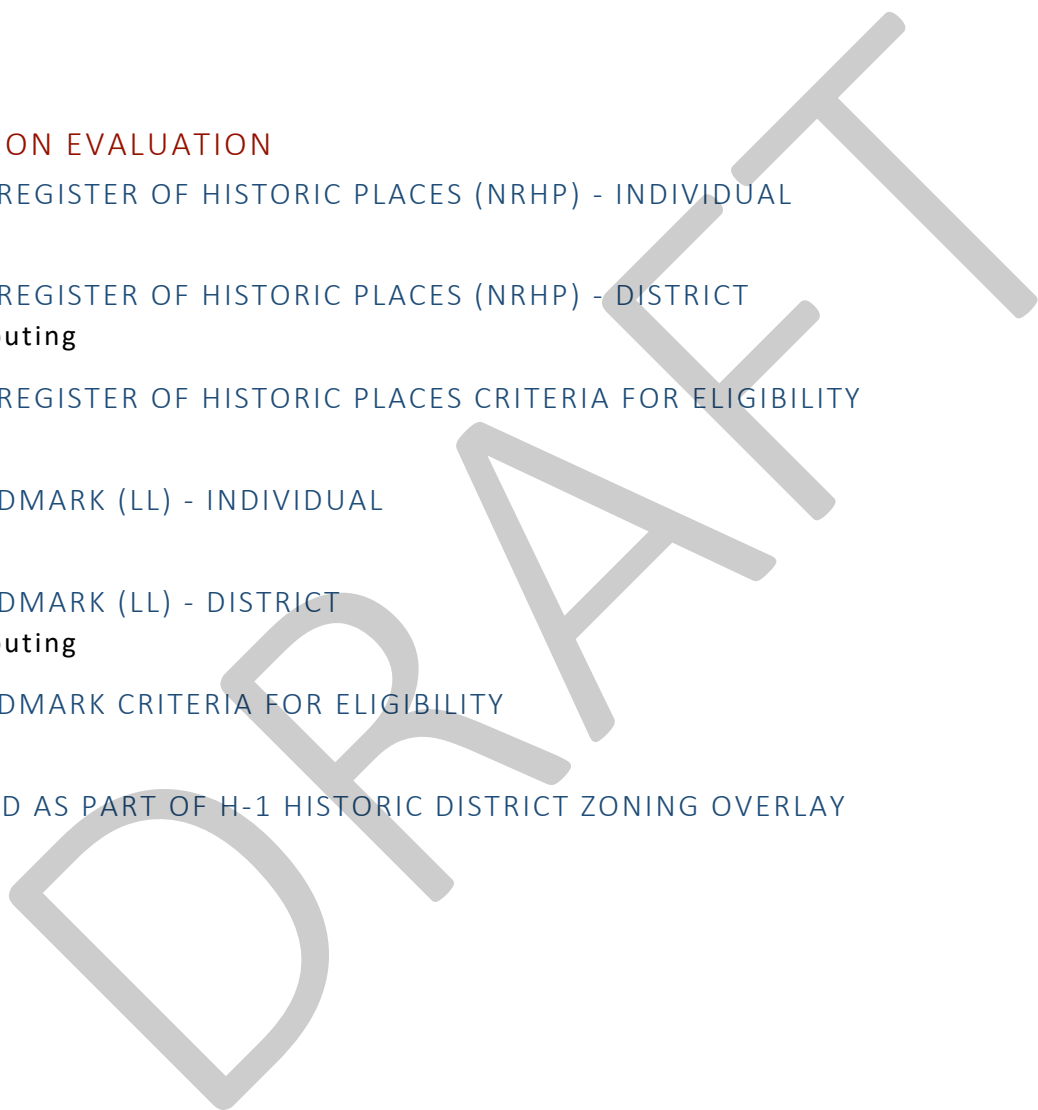 ON EVALUATION
REGISTER OF HISTORIC PLACES (NRHP) - INDIVIDUAL
REGISTER OF HISTORIC PLACES (NRHP) - DISTRICT
outing
REGISTER OF HISTORIC PLACES CRITERIA FOR ELIGIBILITY
DMARK (LL) - INDIVIDUAL
DMARK (LL) - DISTRICT
outing
DMARK CRITERIA FOR ELIGIBILITY
D AS PART OF H-1 HISTORIC DISTRICT ZONING OVERLAY
DRAFT